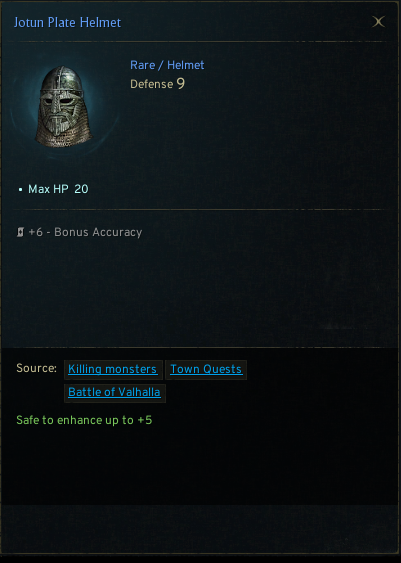 Jotun Plate Helmet
Rare / Helmet
Defense 9
• Max HP 20
+6 - Bonus Accuracy
Source: Killing monsters Town Quests
Battle of Valhalla
Safe to enhance up to +5